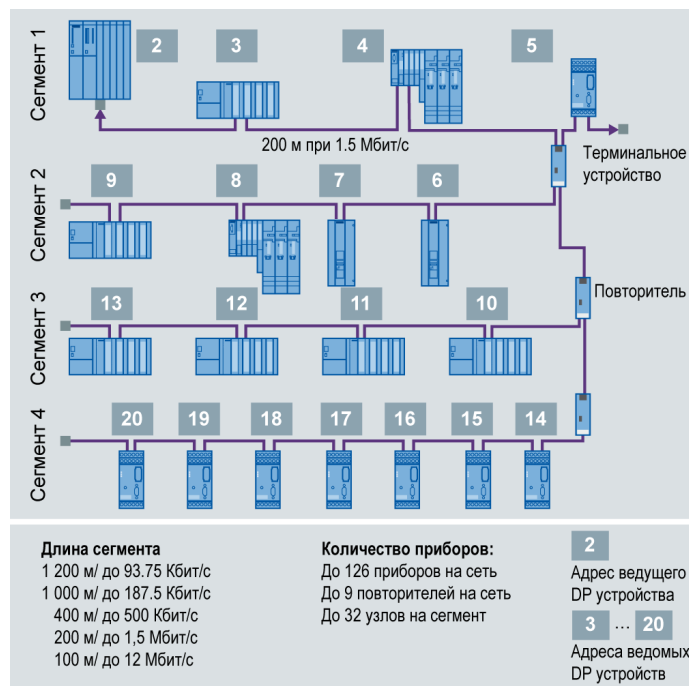 Сегмент 1
2
3
4
5
200 м при 1.5 Мбит/с
Терминальное
устройство
Сегмент 2
9
8
7
6
Повторитель
Сегмент 3
13
12
11
10
Сегмент 4
20
19
18
17
16
15
14
Длина сегмента
1 200 м/ до 93.75 Кбит/с
1 000 м/ до 187.5 Кбит/с
400 м/ до 500 Кбит/с
200 м/ до 1,5 Мбит/с
100 м/ до 12 Мбит/с
Количество приборов:
До 126 приборов на сеть
До 9 повторителей на сеть
До 32 узлов на сегмент
2
Адрес ведущего
DP устройства
3 ... 20
Адреса ведомых
DP устройств